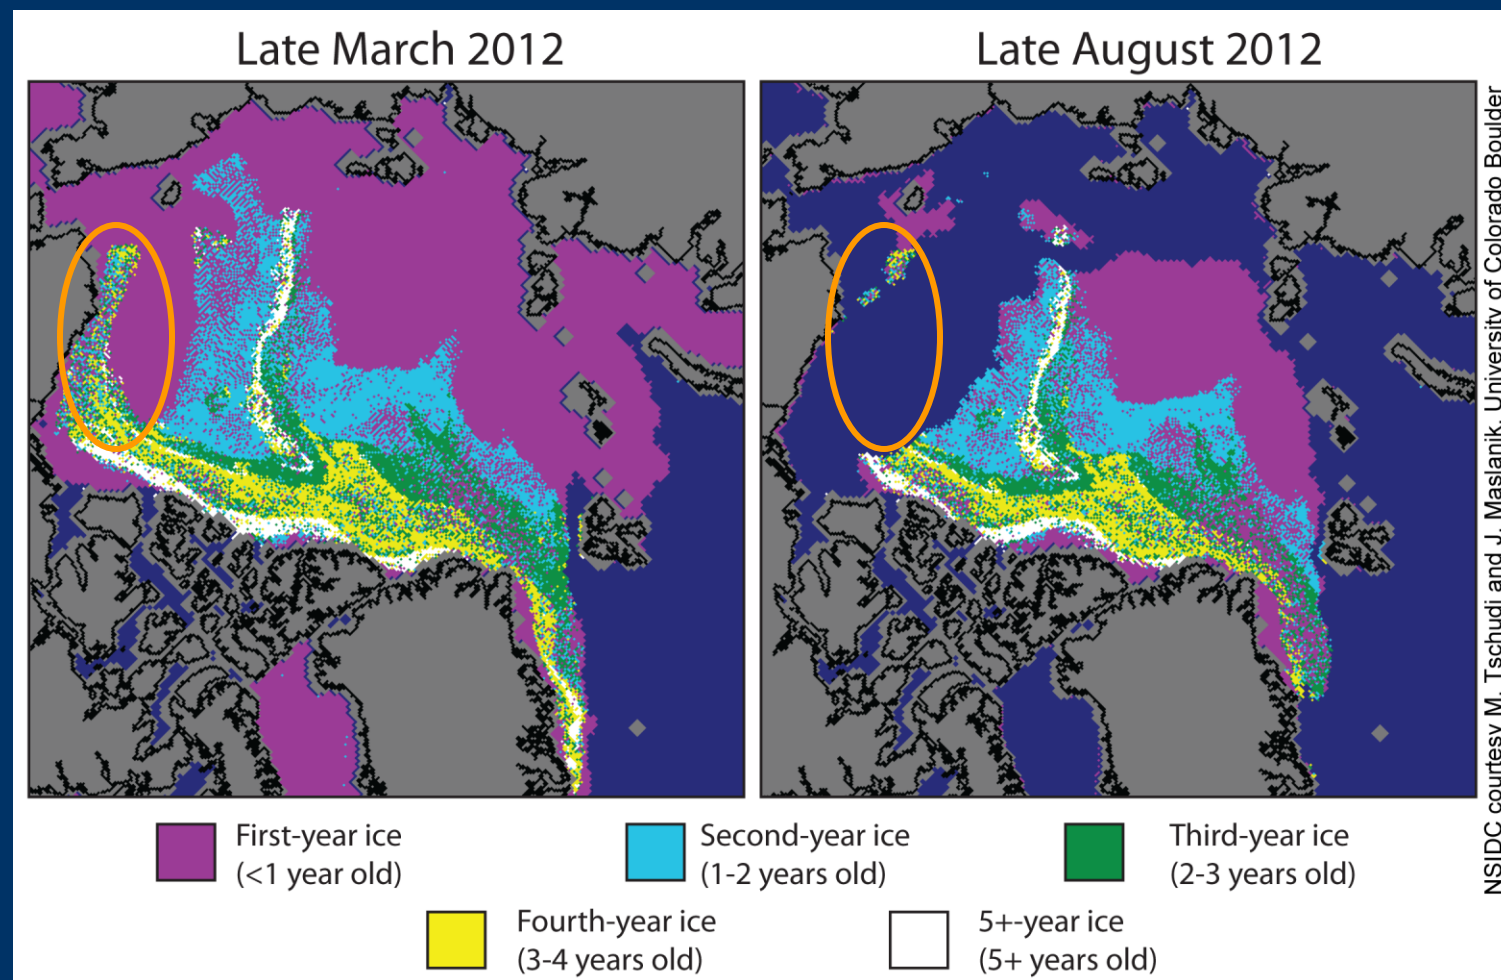 Late March 2012
Late August 2012
NSIDC courtesy M. Tschudi and J. Maslanik, University of Colorado Boulder
First-year ice
(<1 year old)
Second-year ice
(1-2 years old)
Third-year ice
(2-3 years old)
Fourth-year ice
(3-4 years old)
5+-year ice
(5+ years old)